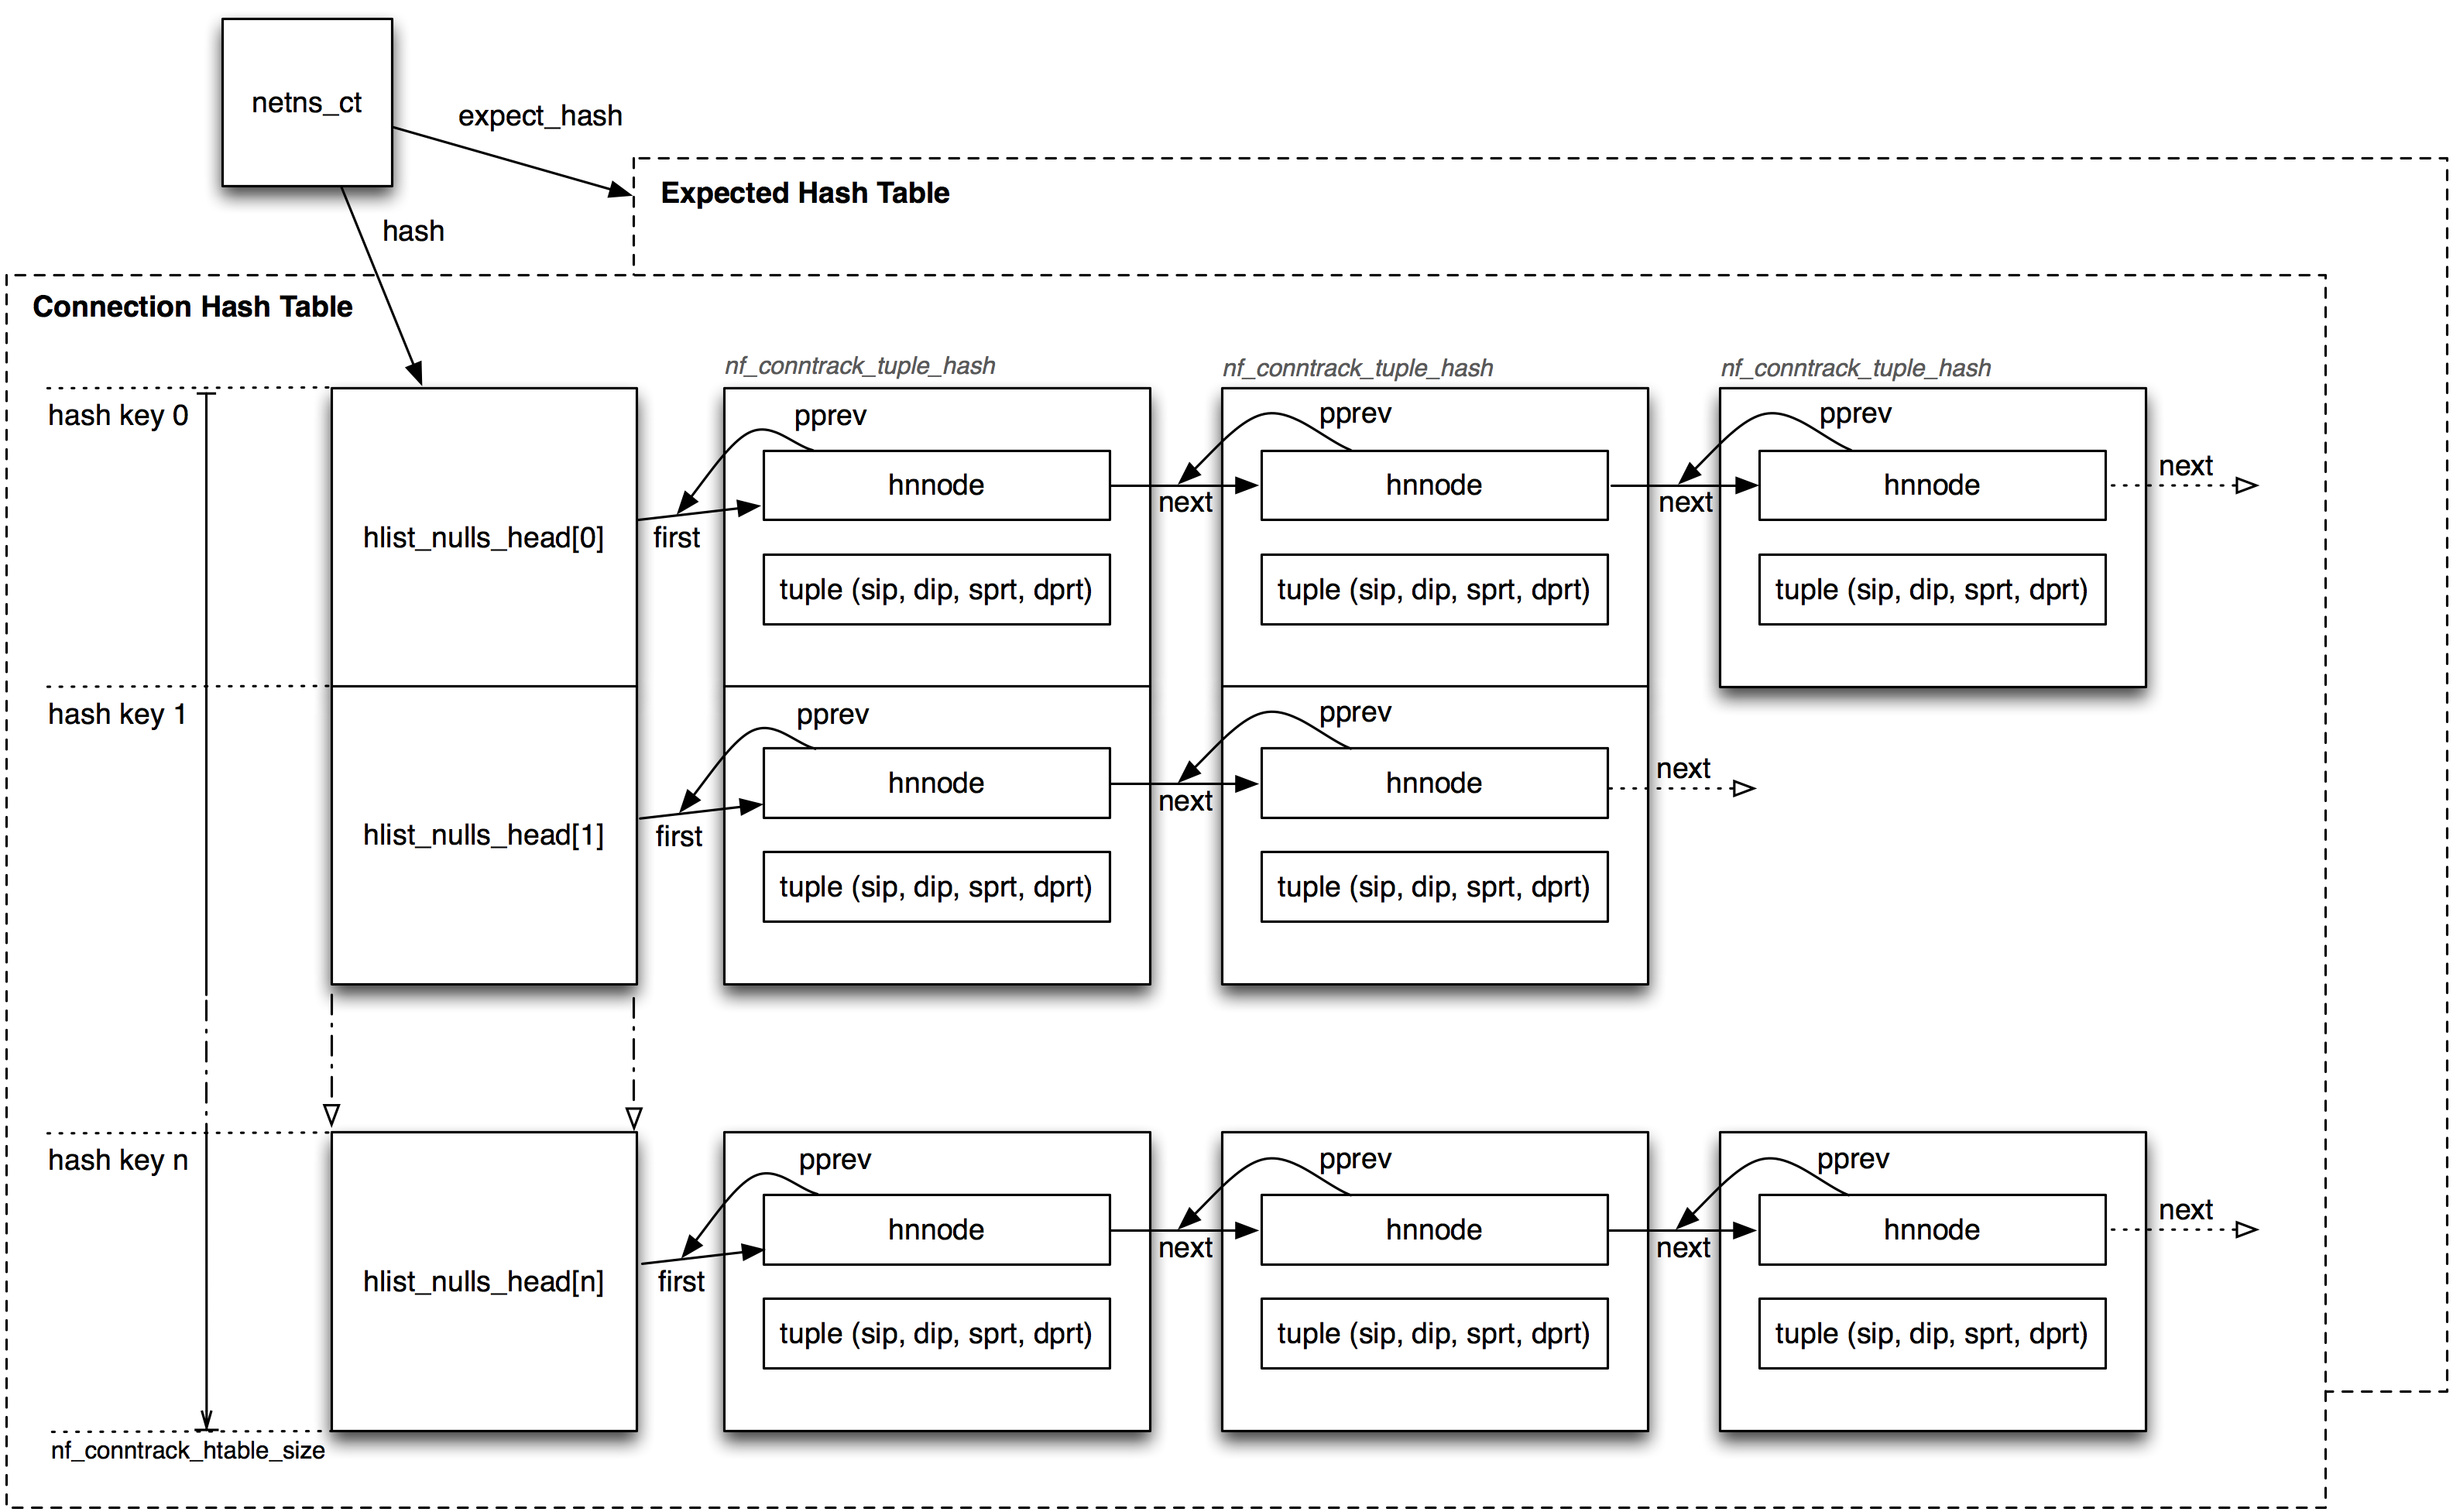 netns_ct
expect_hash
Expected Hash Table
hash
Connection Hash Table
nf_conntrack_tuple_hash
nf_conntrack_tuple_hash
nf_conntrack_tuple_hash
hash key 0
pprev
pprev
pprev
hnnode
hnnode
hnnode
next
next
next
hlist_nulls_head[0]
first
tuple (sip, dip, sprt, dprt)
tuple (sip, dip, sprt, dprt)
tuple (sip, dip, sprt, dprt)
hash key 1
pprev
pprev
hnnode
hnnode
next
next
hlist_nulls_head[1]
first
tuple (sip, dip, sprt, dprt)
tuple (sip, dip, sprt, dprt)
hash key n
pprev
pprev
pprev
hnnode
hnnode
hnnode
next
next
next
hlist_nulls_head[n]
first
tuple (sip, dip, sprt, dprt)
tuple (sip, dip, sprt, dprt)
tuple (sip, dip, sprt, dprt)
nf_conntrack_htable_size